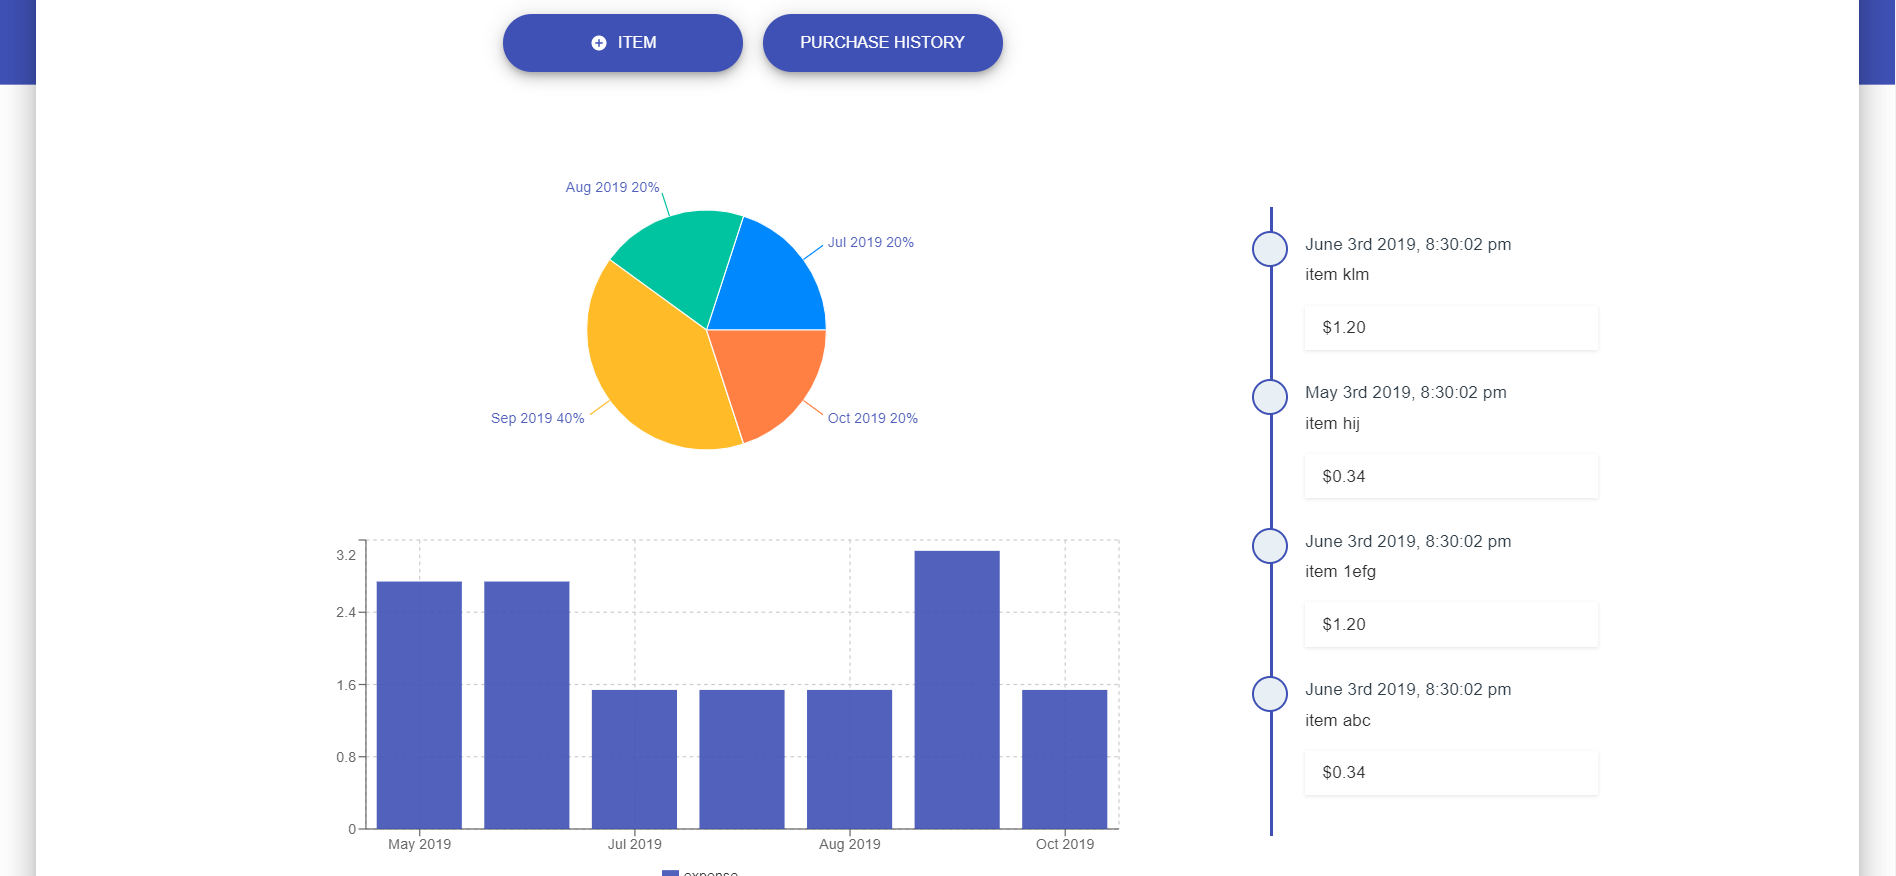 ITEM
PURCHASE HISTORY
Aug 2019 20%
Jul 2019 20%
Sep 2019 40%
Oct 2019 20%
3.2
2.4
1.6
0.8
0
May 2019
Jul 2019
Aug 2019
Oct 2019
expense
June 3rd 2019, 8:30:02 pm
item klm
$1.20
May 3rd 2019, 8:30:02 pm
item hij
$0.34
June 3rd 2019, 8:30:02 pm
item 1efg
$1.20
June 3rd 2019, 8:30:02 pm
item abc
$0.34